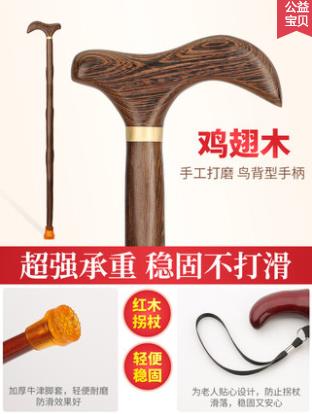 公益
宝贝
鸡翅木
手工打磨 鸟背型手柄
超强承重 稳固不打滑
红木
拐杖
轻便
稳固
加厚牛津脚套，轻便耐磨
防滑效果好
为老人贴心设计，防止拐杖
滑落，稳固又安心